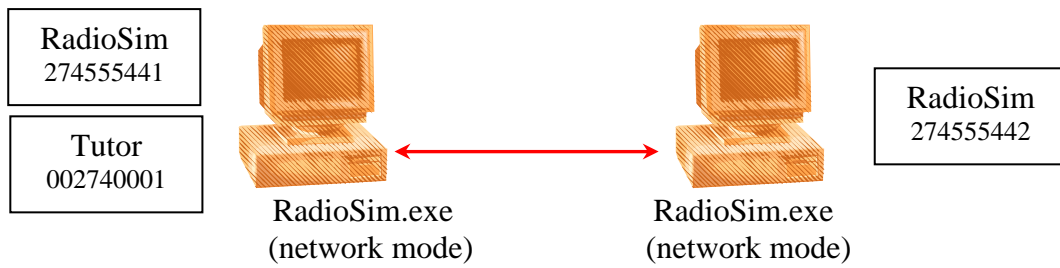 RadioSim
274555441
Tutor
002740001
RadioSim.exe
(network mode)
RadioSim.exe
(network mode)
RadioSim
274555442